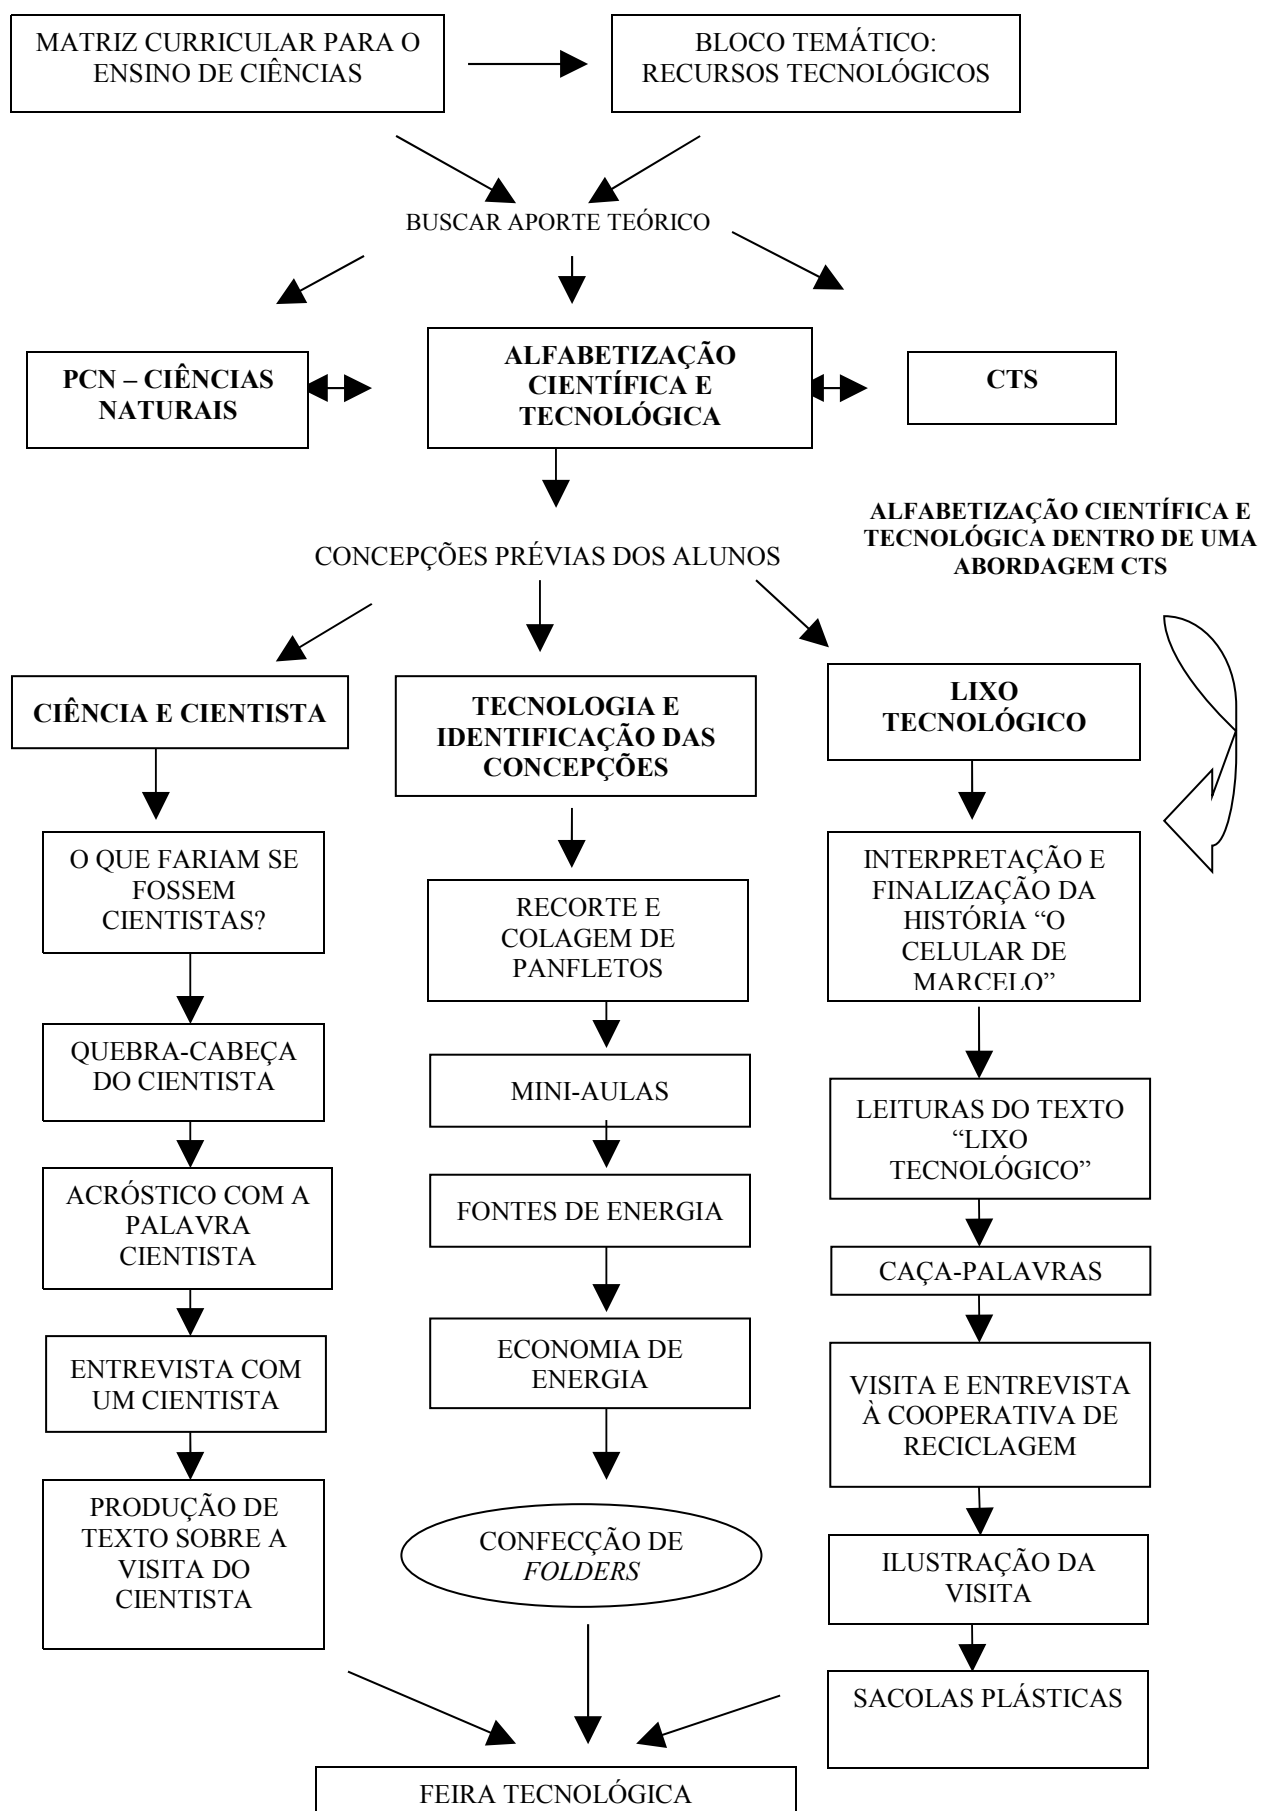 MATRIZ CURRICULAR PARA O
ENSINO DE CIÊNCIAS
BLOCO TEMÁTICO:
RECURSOS TECNOLÓGICOS
BUSCAR APORTE TEÓRICO
PCN – CIÊNCIAS
NATURAIS
ALFABETIZAÇÃO
CIENTÍFICA E
TECNOLÓGICA
CTS
ALFABETIZAÇÃO CIENTÍFICA E
TECNOLÓGICA DENTRO DE UMA
ABORDAGEM CTS
CONCEPÇÕES PRÉVIAS DOS ALUNOS
CIÊNCIA E CIENTISTA
O QUE FARIAM SE
FOSSEM
CIENTISTAS?
QUEBRA-CABEÇA
DO CIENTISTA
ACRÓSTICO COM A
PALAVRA
CIENTISTA
ENTREVISTA COM
UM CIENTISTA
PRODUÇÃO DE
TEXTO SOBRE A
VISITA DO
CIENTISTA
TECNOLOGIA E
IDENTIFICAÇÃO DAS
CONCEPÇÕES
RECORTE E
COLAGEM DE
PANFLETOS
MINI-AULAS
FONTES DE ENERGIA
ECONOMIA DE
ENERGIA
CONFECÇÃO DE
FOLDERS
LIXO
TECNOLÓGICO
INTERPRETAÇÃO E
FINALIZAÇÃO DA
HISTÓRIA “O
CELULAR DE
MARCELO”
LEITURAS DO TEXTO
“LIXO
TECNOLÓGICO”
CAÇA-PALAVRAS
VISITA E ENTREVISTA
À COOPERATIVA DE
RECICLAGEM
ILUSTRAÇÃO DA
VISITA
SACOLAS PLÁSTICAS
FEIRA TECNOLÓGICA